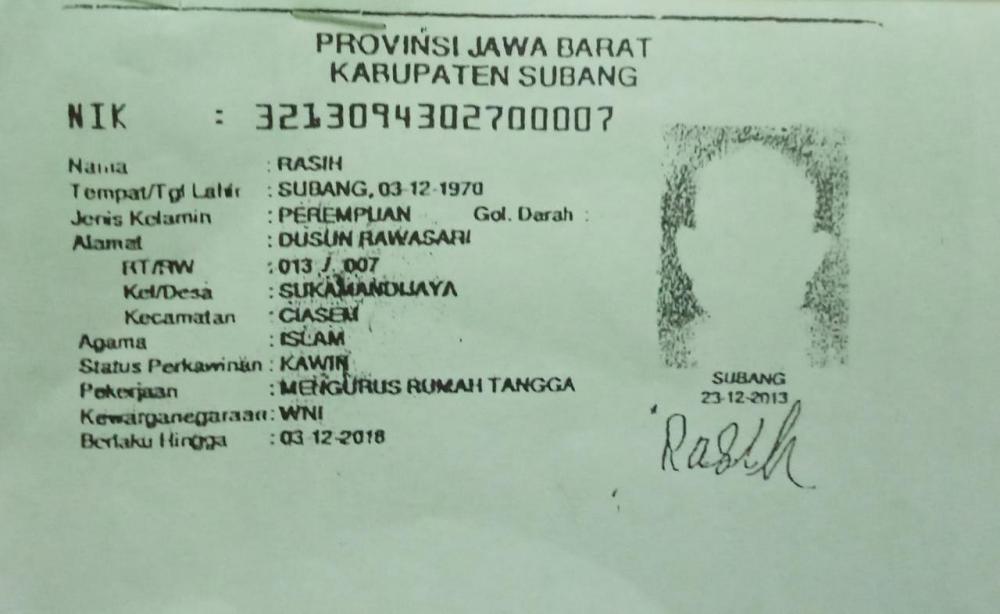 PROVINSI JAWA BARAT
KABUPATEN SUBANG
NIK : 3213094302700007
Nama : RASIH
Tempat/Tgl Lahir : SUBANG, 03-12-1970
Jenis Kelamin : PEREMPUAN Gol. Darah :
Alamat : DUSUN RAWASARI
RT/RW : 013 / 007
Kel/Desa : SUKAMANDIJAYA
Kecamatan : CIASEM
Agama : ISLAM
Status Perkawinan : KAWIN
Pekerjaan : MENGURUS RUMAH TANGGA
Kewarganegaraan : WNI
Berlaku Hingga : 03-12-2018
SUBANG
23-12-2013
Rasih